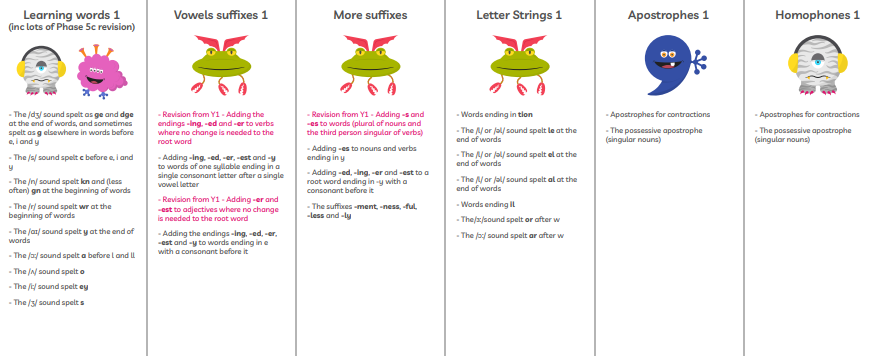 Learning words 1
(inc lots of Phase 5c revision)
- The /dʒ/ sound spelt as ge and dge
at the end of words, and sometimes
spelt as g elsewhere in words before
e, i and y
- The /s/ sound spelt c before e, i and
y
- The /n/ sound spelt kn and (less
often) gn at the beginning of words
- The /r/ sound spelt wr at the
beginning of words
- The /aɪ/ sound spelt y at the end of
words
- The /ɔ:/ sound spelt a before l and ll
- The /ʌ/ sound spelt o
- The /i:/ sound spelt ey
- The /ʒ/ sound spelt s
Vowels suffixes 1
- Revision from Y1 - Adding the
endings -ing, -ed and -er to verbs
where no change is needed to the
root word
- Adding -ing, -ed, -er, -est and -y
to words of one syllable ending in a
single consonant letter after a single
vowel letter
- Revision from Y1 - Adding -er and
-est to adjectives where no change
is needed to the root word
- Adding the endings -ing, -ed, -er,
-est and -y to words ending in e
with a consonant before it
More suffixes
- Revision from Y1 - Adding -s and
-es to words (plural of nouns and
the third person singular of verbs)
- Adding -es to nouns and verbs
ending in y
- Adding -ed, -ing, -er and -est to a
root word ending in -y with a
consonant before it
- The suffixes -ment, -ness, -ful,
-less and -ly
Letter Strings 1
- Words ending in tion
- The /l/ or /əl/ sound spelt le at the
end of words
- The /l/ or /əl/ sound spelt el at the
end of words
- The /l/ or /əl/ sound spelt al at the
end of words
- Words ending ll
- The/ɜ:/sound spelt or after w
- The /ɔ:/ sound spelt ar after w
Apostrophes 1
- Apostrophes for contractions
- The possessive apostrophe
(singular nouns)
Homophones 1
- Apostrophes for contractions
- The possessive apostrophe
(singular nouns)